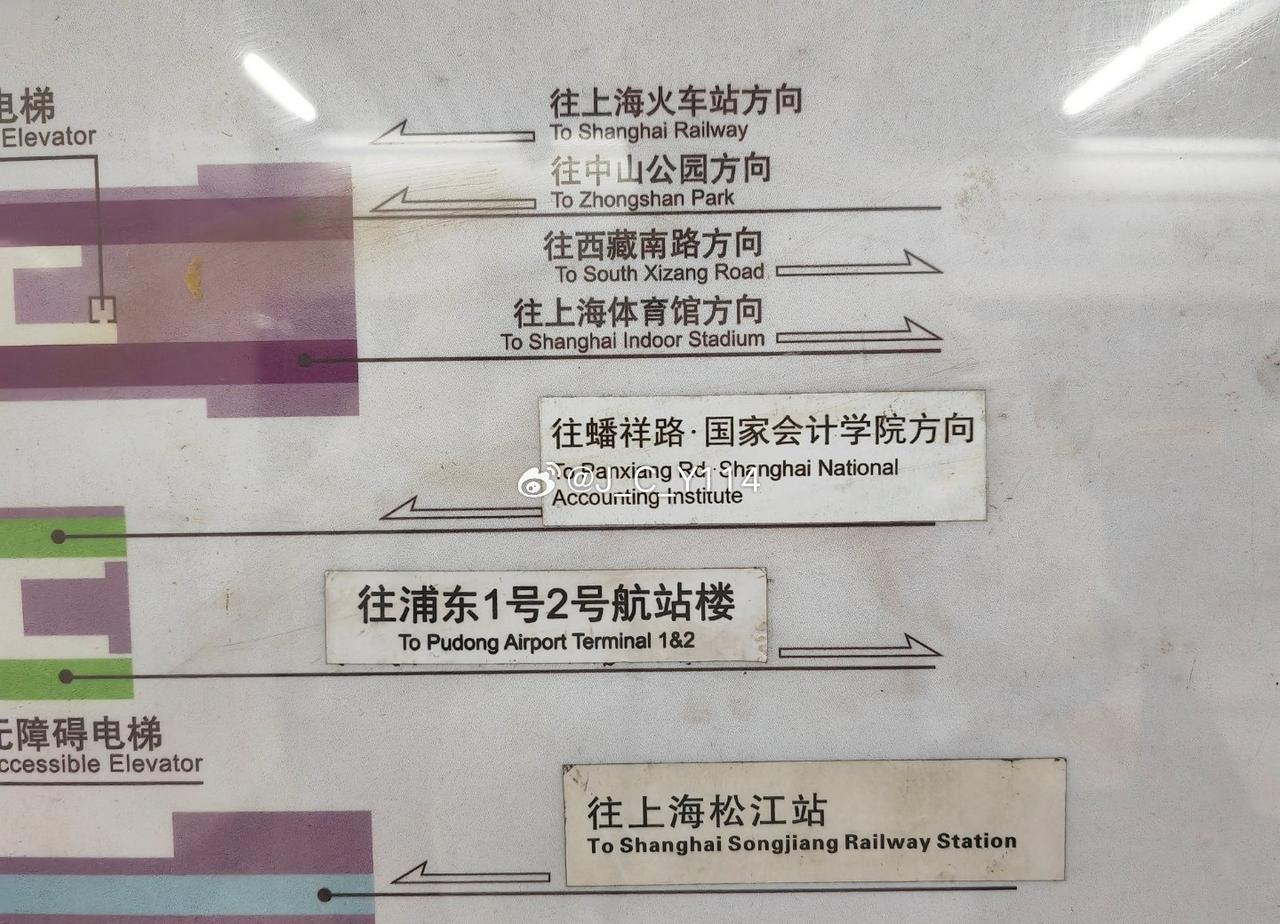 电梯
Elevator
往上海火车站方向
To Shanghai Railway
往中山公园方向
To Zhongshan Park
往西藏南路方向
To South Xizang Road
往上海体育馆方向
To Shanghai Indoor Stadium
往蟠祥路·国家会计学院方向
To Panxiang Rd·Shanghai National
Accounting Institute
@J_C_Y114
往浦东1号2号航站楼
To Pudong Airport Terminal 1&2
无障碍电梯
ccessible Elevator
往上海松江站
To Shanghai Songjiang Railway Station